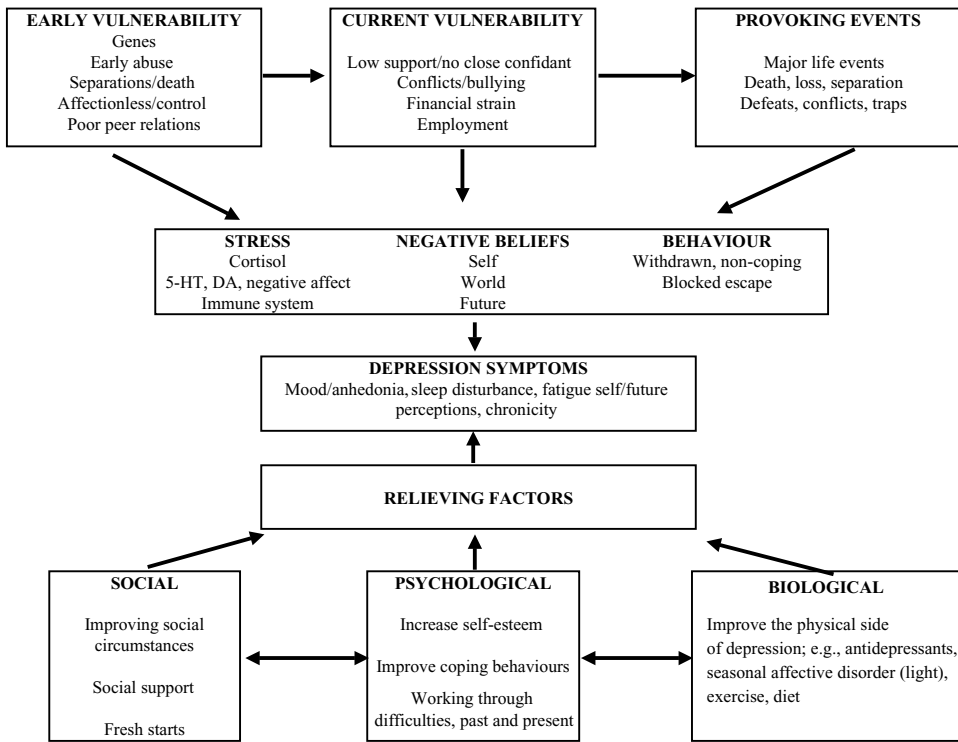 EARLY VULNERABILITY
Genes
Early abuse
Separations/death
Affectionless/control
Poor peer relations
CURRENT VULNERABILITY
Low support/no close confidant
Conflicts/bullying
Financial strain
Employment
PROVOKING EVENTS
Major life events
Death, loss, separation
Defeats, conflicts, traps
STRESS
Cortisol
5-HT, DA, negative affect
Immune system
NEGATIVE BELIEFS
Self
World
Future
BEHAVIOUR
Withdrawn, non-coping
Blocked escape
DEPRESSION SYMPTOMS
Mood/anhedonia, sleep disturbance, fatigue self/future
perceptions, chronicity
RELIEVING FACTORS
SOCIAL
Improving social
circumstances
Social support
Fresh starts
PSYCHOLOGICAL
Increase self-esteem
Improve coping behaviours
Working through
difficulties, past and present
BIOLOGICAL
Improve the physical side
of depression; e.g., antidepressants,
seasonal affective disorder (light),
exercise, diet